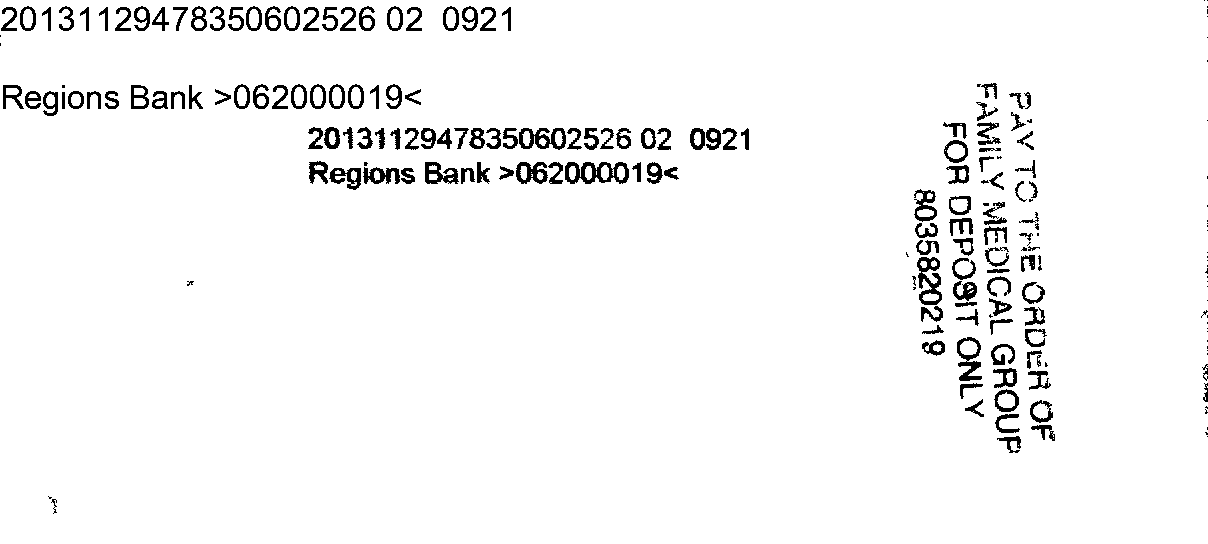 20131129478350602526 02 0921
Regions Bank >062000019<
20131129478350602526 02 0921
Regions Bank >062000019<
PAY TO THE ORDER OF
FAMILY MEDICAL GROUP
FOR DEPOSIT ONLY
8035820219